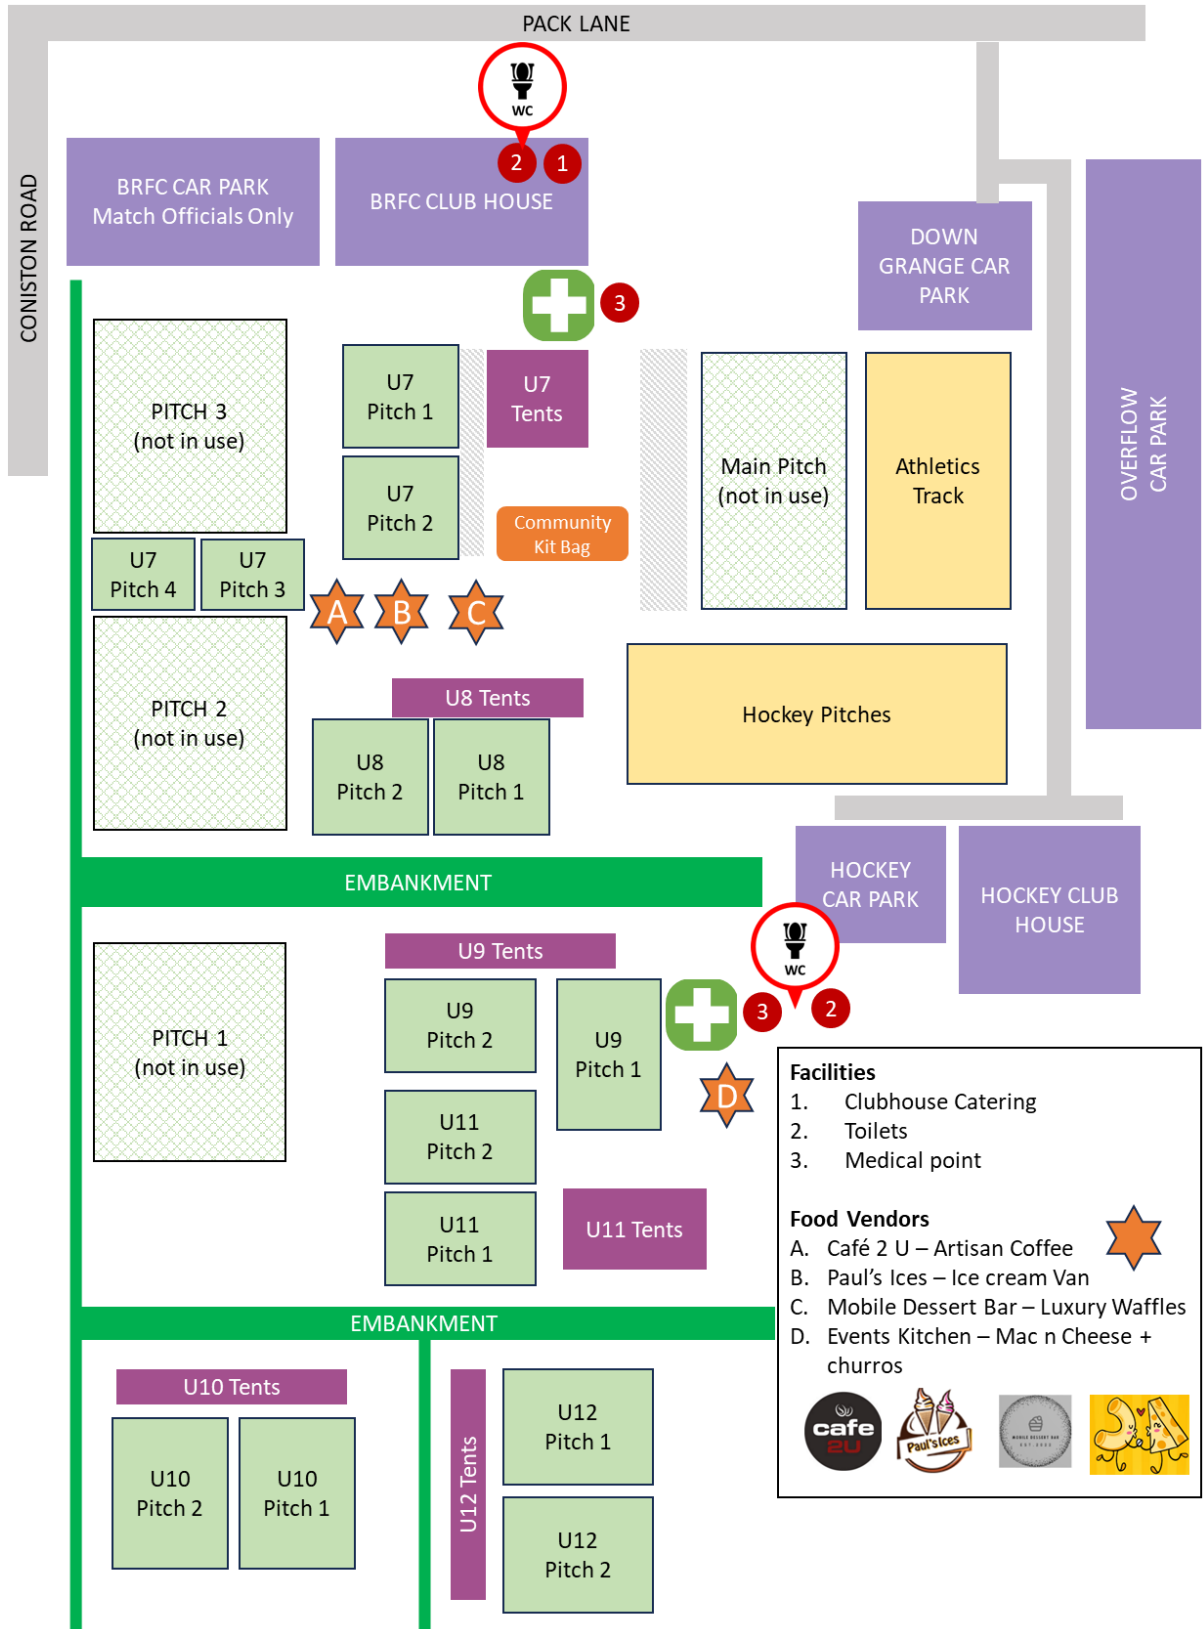 PACK LANE
CONISTON ROAD
WC
2
1
BRFC CAR PARK
Match Officials Only
BRFC CLUB HOUSE
DOWN
GRANGE CAR
PARK
OVERFLOW
CAR PARK
3
PITCH 3
(not in use)
U7
Pitch 1
U7
Tents
U7
Pitch 2
Community
Kit Bag
Main Pitch
(not in use)
Athletics
Track
U7
Pitch 4
U7
Pitch 3
A
B
C
PITCH 2
(not in use)
U8 Tents
U8
Pitch 2
U8
Pitch 1
Hockey Pitches
EMBANKMENT
HOCKEY
CAR PARK
HOCKEY CLUB
HOUSE
WC
3
2
U9 Tents
PITCH 1
(not in use)
U9
Pitch 2
U9
Pitch 1
D
U11
Pitch 2
U11
Pitch 1
U11 Tents
Facilities
1. Clubhouse Catering
2. Toilets
3. Medical point
Food Vendors
A. Café 2 U – Artisan Coffee
B. Paul's Ices – Ice cream Van
C. Mobile Dessert Bar – Luxury Waffles
D. Events Kitchen – Mac n Cheese +
churros
cafe
2U
Paul'sIces
MOBILE DESSERT BAR
EMBANKMENT
U10 Tents
U10
Pitch 2
U10
Pitch 1
U12 Tents
U12
Pitch 1
U12
Pitch 2